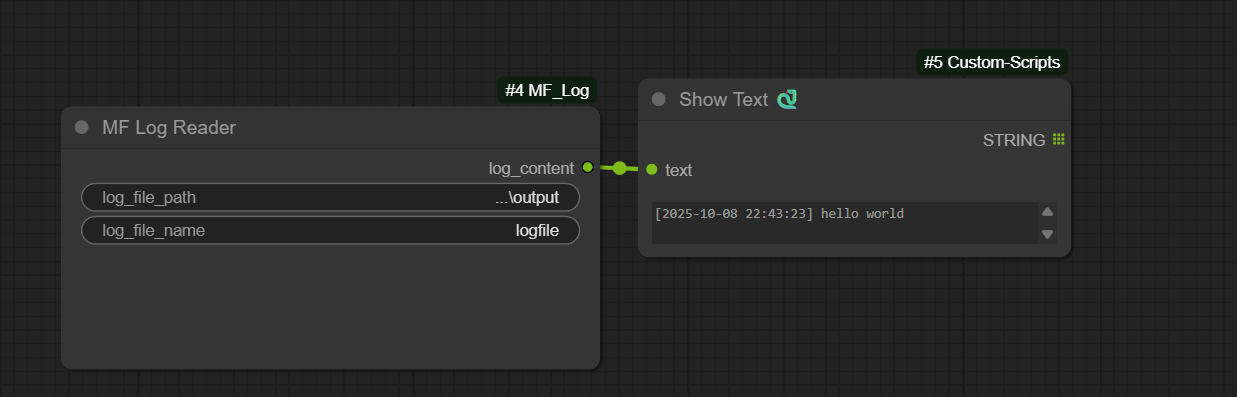 #4 MF_Log
MF Log Reader
log_content
log_file_path ...\output
log_file_name logfile
#5 Custom-Scripts
Show Text
STRING
text
[2025-10-08 22:43:23] hello world